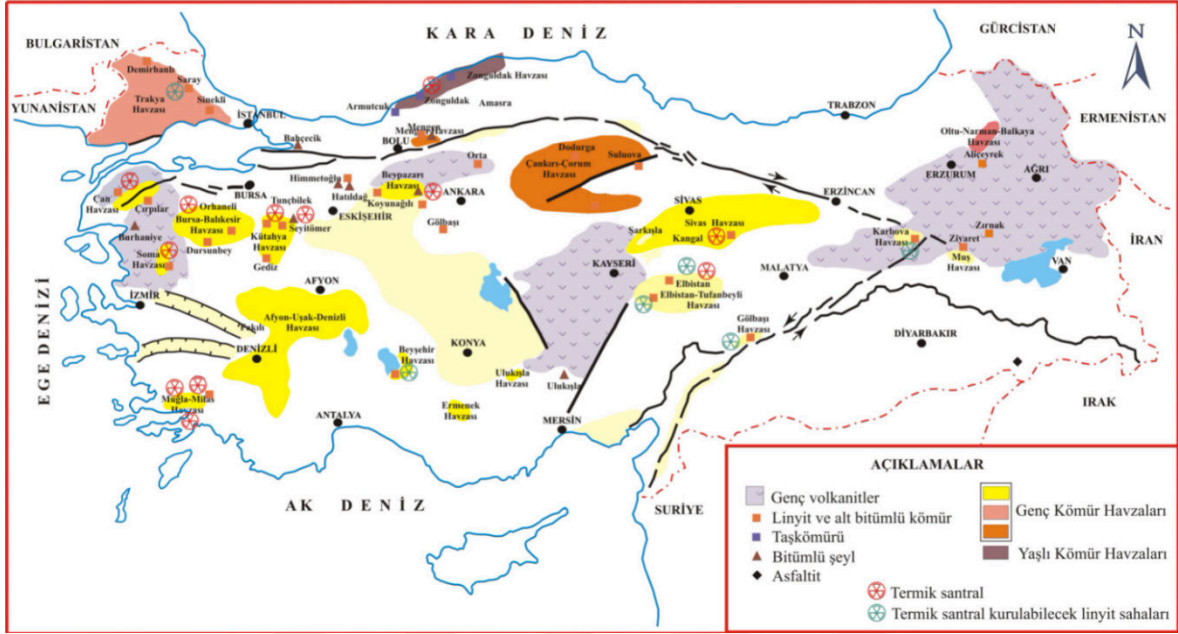 KARA DENİZ
GÜRCİSTAN
N
BULGARİSTAN
Demirhanlı
Saray
Trakya
Havzası
Sinekli
YUNANİSTAN
İSTANBUL
Zonguldak Havzası
Armutcuk
Zonguldak
Amasra
TRABZON
ERMENİSTAN
Bahçecik
BOLU
Mengen
Mengen Havzası
Orta
Dodurga
Çankırı-Çorum
Havzası
Suluova
Oltu-Narman-Balkaya
Havzası
Aliçeyrek
ERZURUM
AĞRI
Çan
Havzası
Çırpılar
BURSA
Himmetoğlu
Hatıldağ
Beypazarı
Havzası
ANKARA
Koyunağılı
ESKİŞEHİR
Gölbaşı
ERZİNCAN
Orhaneli
Bursa-Balıkesir
Havzası
Dursunbey
Tunçbilek
Seyitömer
Kütahya
Havzası
Gediz
Burhaniye
Soma
Havzası
SİVAS
Sivas Havzası
Şarkışla
Kangal
Karlıova
Havzası
Zırnak
Ziyaret
Muş
Havzası
VAN
İRAN
İZMİR
AFYON
Afyon-Uşak-Denizli
Havzası
DENİZLİ
KAYSERİ
MALATYA
Elbistan
Elbistan-Tufanbeyli
Havzası
Gölbaşı
Havzası
DİYARBAKIR
EGE DENİZİ
KONYA
Beyşehir
Havzası
Ulukışla
Havzası
Ulukışla
Ermenek
Havzası
Muğla-Milas
Havzası
ANTALYA
MERSİN
IRAK
SURİYE
AK DENİZ
AÇIKLAMALAR
Genç volkanitler
Linyit ve alt bitümlü kömür
Taşkömürü
Bitümlü şeyl
Asfaltit
Genç Kömür Havzaları
Yaşlı Kömür Havzaları
Termik santral
Termik santral kurulabilecek linyit sahaları